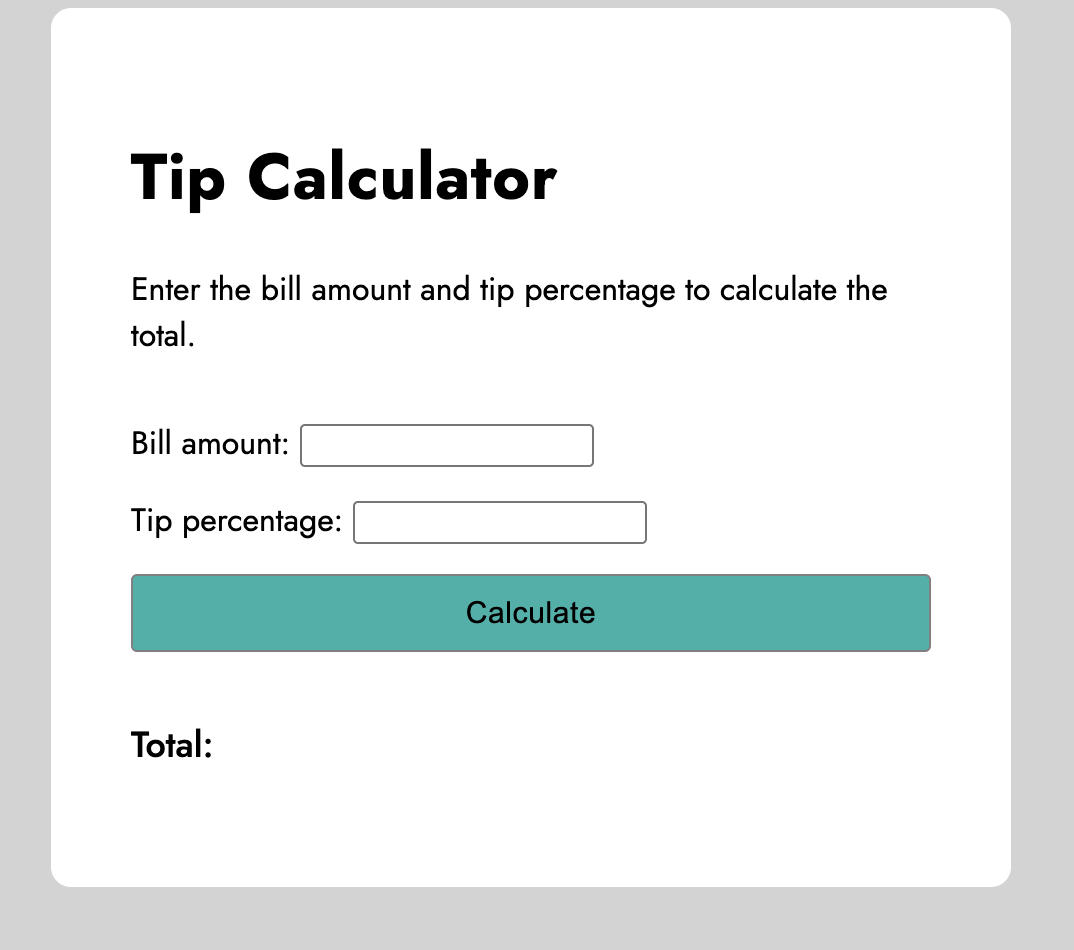 Tip Calculator
Enter the bill amount and tip percentage to calculate the
total.
Bill amount:
Tip percentage:
Calculate
Total: